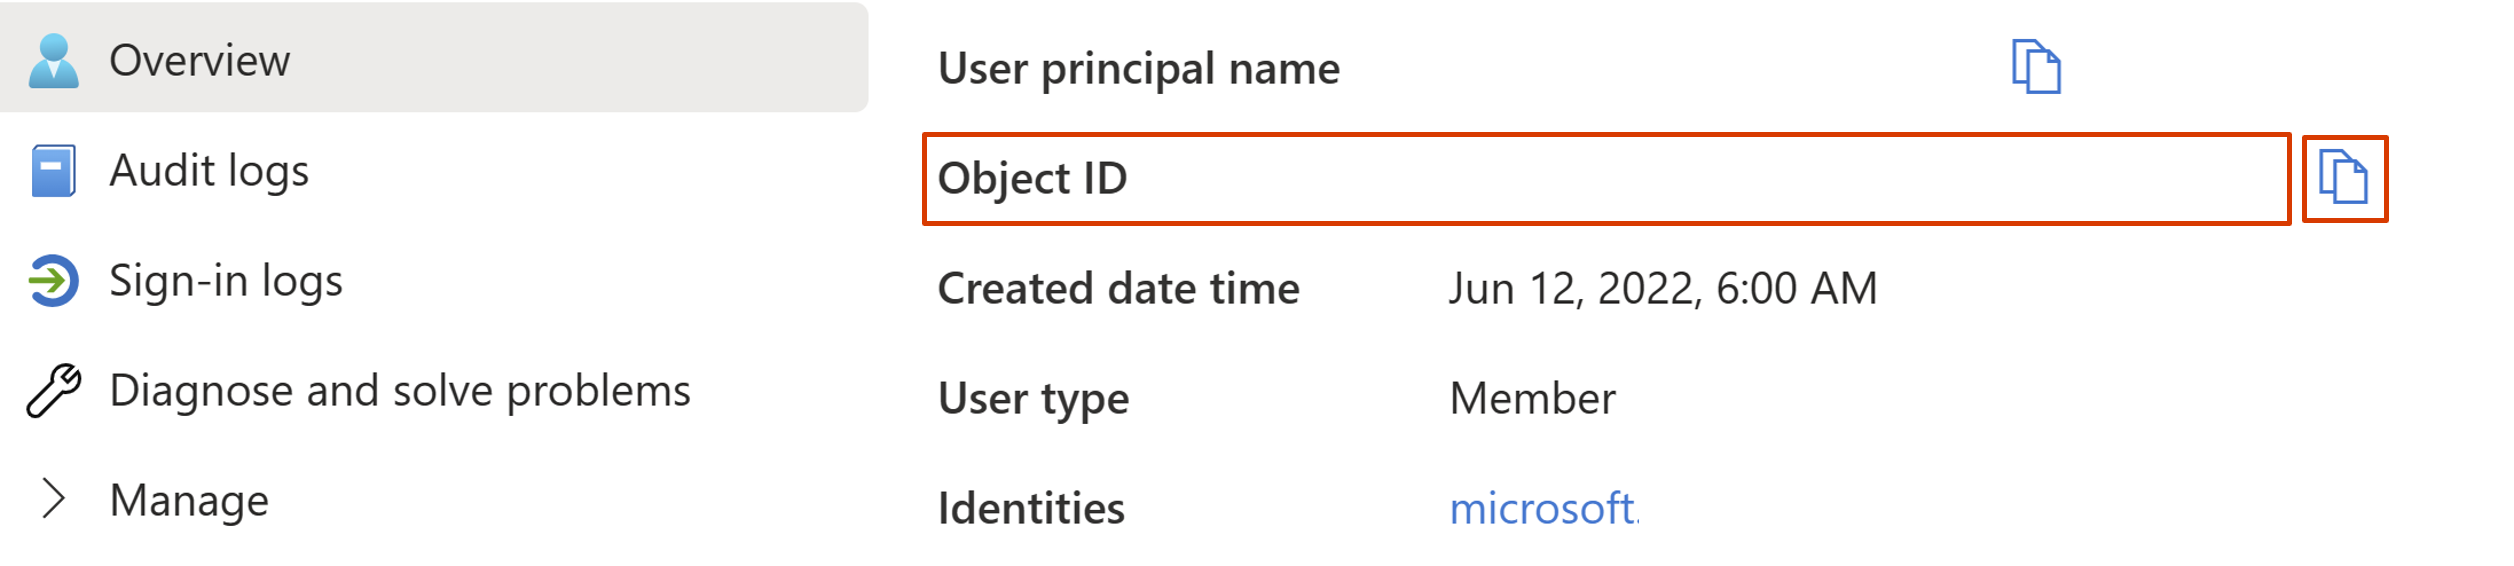 Overview
Audit logs
Sign-in logs
Diagnose and solve problems
Manage
User principal name
Object ID
Created date time Jun 12, 2022, 6:00 AM
User type Member
Identities microsoft.